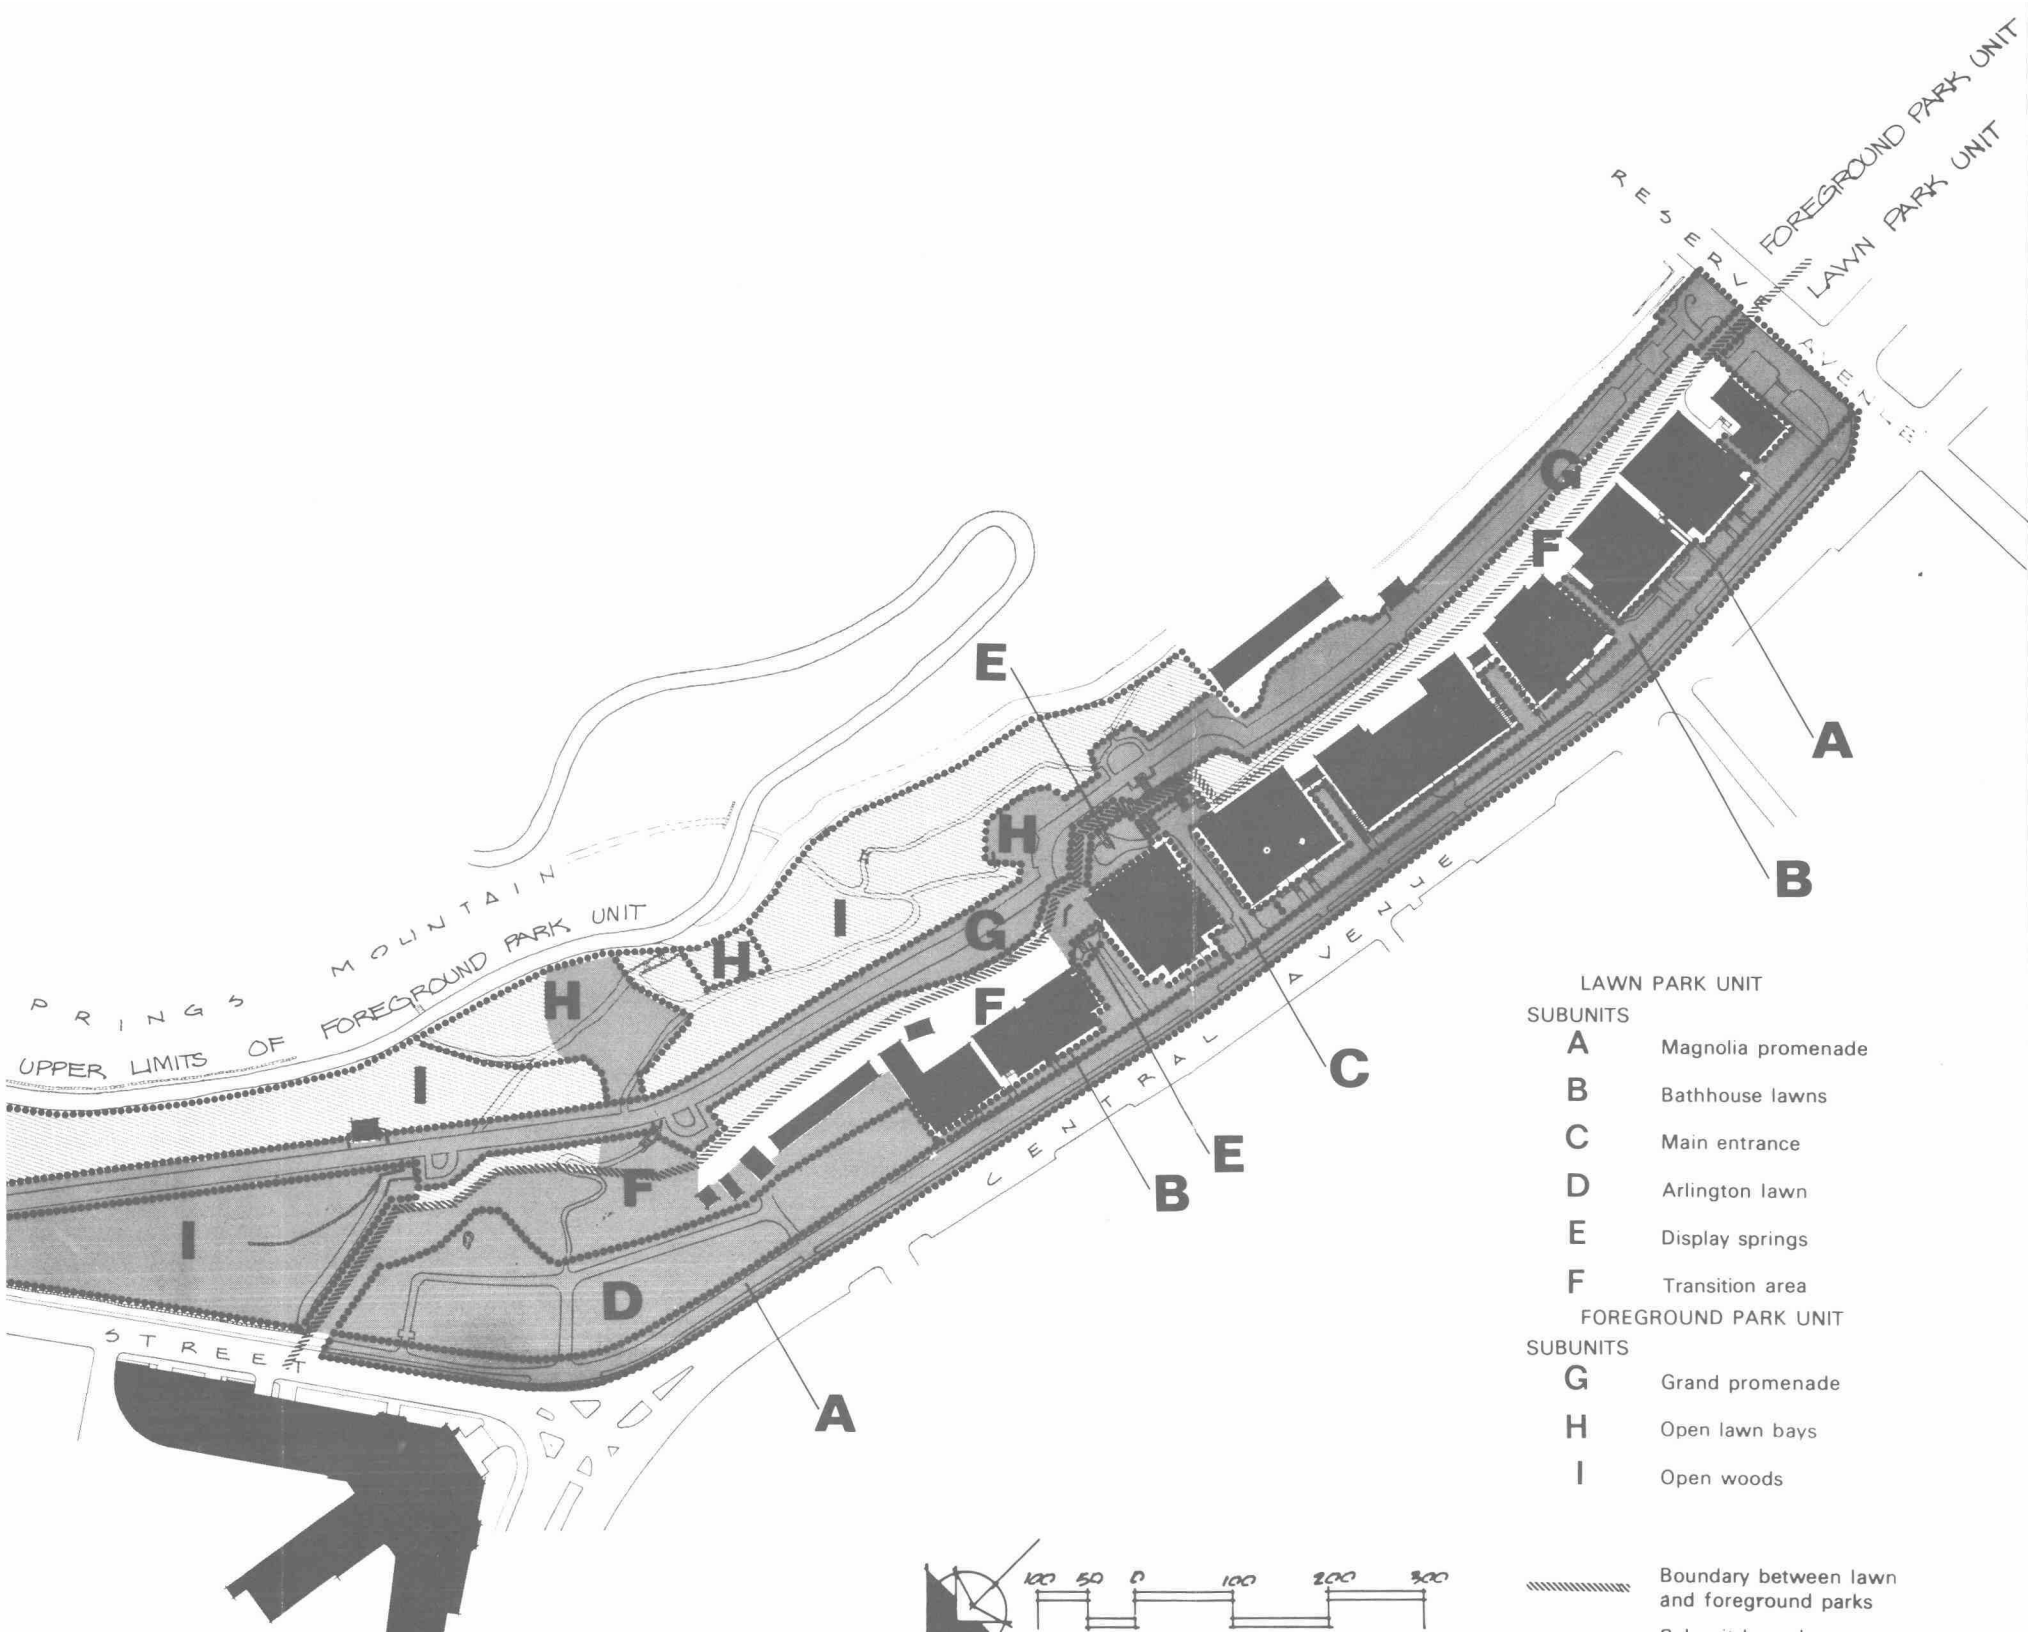 FOREGROUND PARK UNIT
LAWN PARK UNIT
RESERVE AVENUE
E
G
F
A
B
H
G
I
H
H
F
I
C
E
B
F
I
D
A
PRINGS MOUNTAIN
UPPER LIMITS OF FOREGROUND PARK UNIT
CENTRAL AVENUE
STREET
LAWN PARK UNIT
SUBUNITS
A Magnolia promenade
B Bathhouse lawns
C Main entrance
D Arlington lawn
E Display springs
F Transition area
FOREGROUND PARK UNIT
SUBUNITS
G Grand promenade
H Open lawn bays
I Open woods
100 50 0 100 200 300
Boundary between lawn
and foreground parks